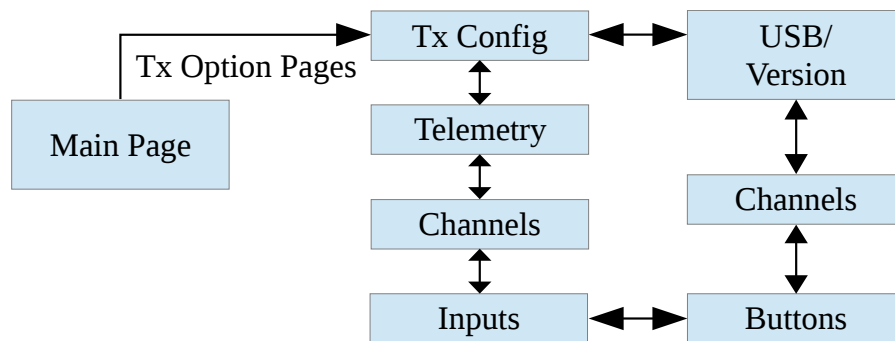 Tx Config
USB/
Version
Tx Option Pages
Main Page
Telemetry
Channels
Channels
Inputs
Buttons